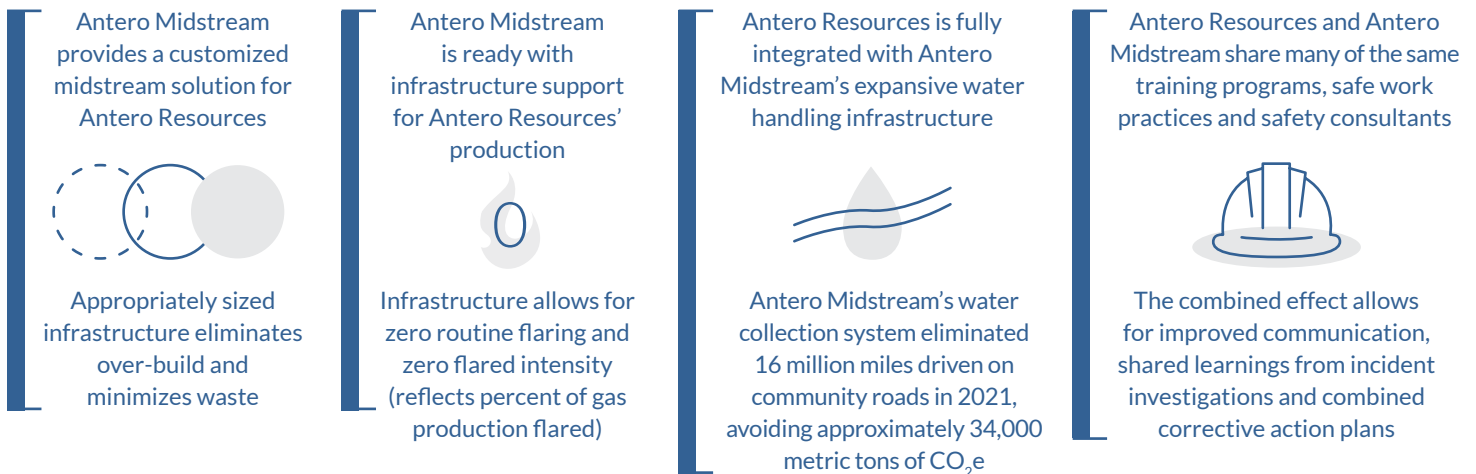 Antero Midstream
provides a customized
midstream solution for
Antero Resources
Appropriately sized
infrastructure eliminates
over-build and
minimizes waste
Antero Midstream
is ready with
infrastructure support
for Antero Resources’
production
0
Infrastructure allows for
zero routine flaring and
zero flared intensity
(reflects percent of gas
production flared)
Antero Resources is fully
integrated with Antero
Midstream’s expansive water
handling infrastructure
Antero Midstream’s water
collection system eliminated
16 million miles driven on
community roads in 2021,
avoiding approximately 34,000
metric tons of CO₂e
Antero Resources and Antero
Midstream share many of the same
training programs, safe work
practices and safety consultants
The combined effect allows
for improved communication,
shared learnings from incident
investigations and combined
corrective action plans